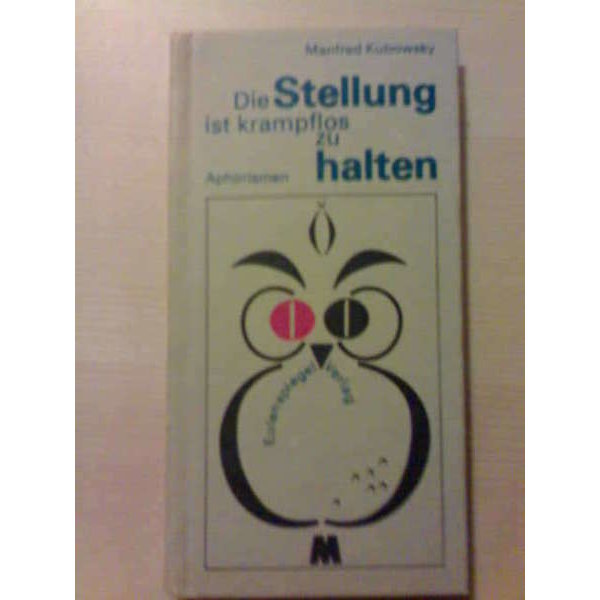 Manfred Kubowsky
Die Stellung
ist krampflos
zu
halten
Aphorismen
Eulenspiegel Verlag
M